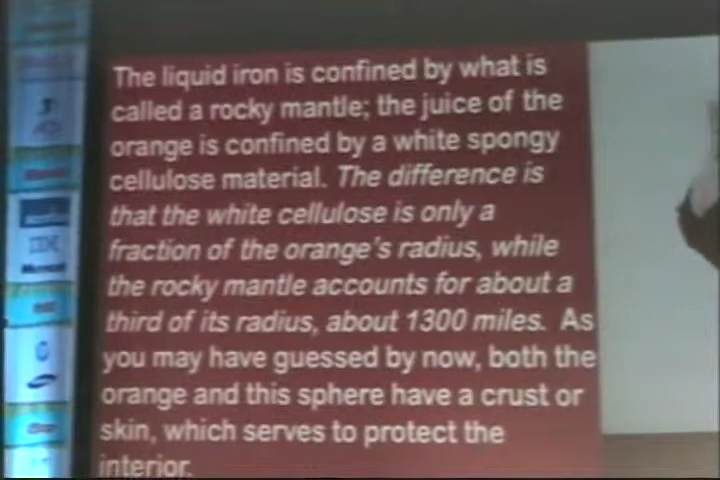 The liquid iron is confined by what is
called a rocky mantle; the juice of the
orange is confined by a white spongy
cellulose material. The difference is
that the white cellulose is only a
fraction of the orange's radius, while
the rocky mantle accounts for about a
third of its radius, about 1300 miles. As
you may have guessed by now, both the
orange and this sphere have a crust or
skin, which serves to protect the
interior.
IBM